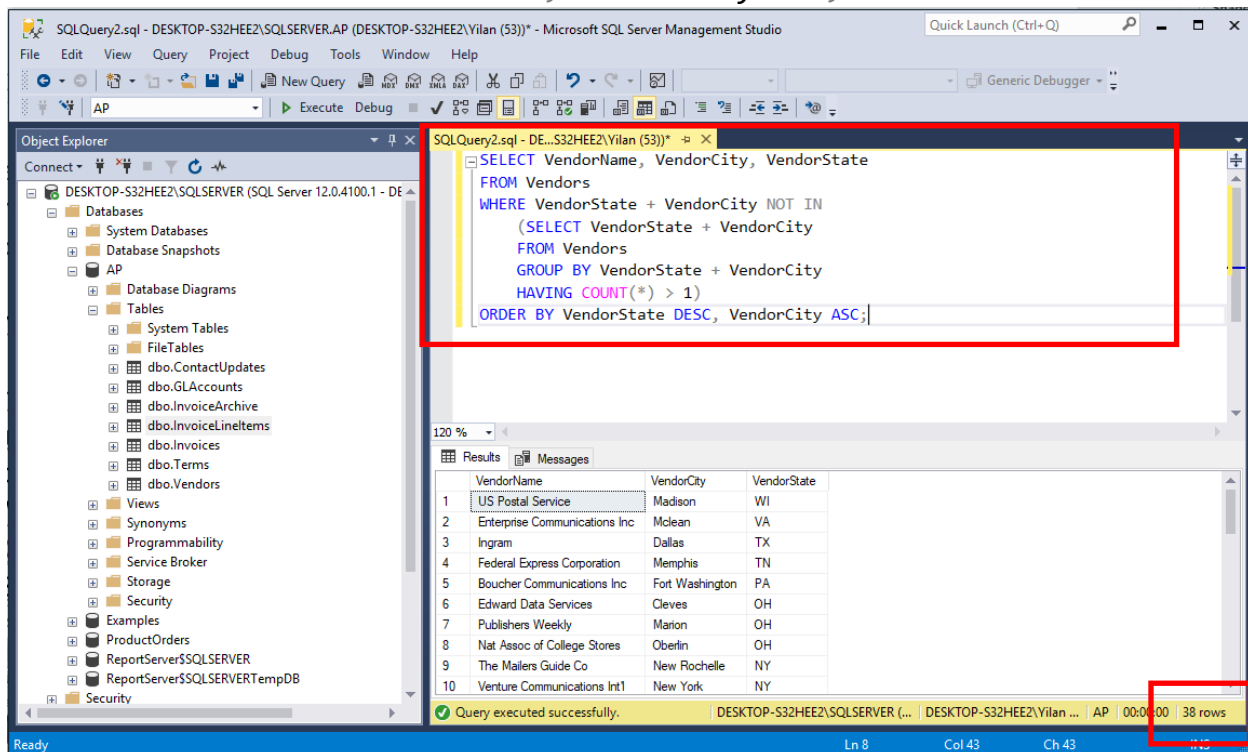 SQLQuery2.sql - DESKTOP-S32HEE2\SQLSERVER.AP (DESKTOP-S32HEE2\Yilan (53))* - Microsoft SQL Server Management Studio
Quick Launch (Ctrl+Q)
File Edit View Query Project Debug Tools Window Help
New Query MDX DMX XMLA DAX Generic Debugger
AP Execute Debug
Object Explorer
Connect
DESKTOP-S32HEE2\SQLSERVER (SQL Server 12.0.4100.1 - DE
Databases
System Databases
Database Snapshots
AP
Database Diagrams
Tables
System Tables
FileTables
dbo.ContactUpdates
dbo.GLAccounts
dbo.InvoiceArchive
dbo.InvoiceLineItems
dbo.Invoices
dbo.Terms
dbo.Vendors
Views
Synonyms
Programmability
Service Broker
Storage
Security
Examples
ProductOrders
ReportServer$SQLSERVER
ReportServer$SQLSERVERTempDB
Security
SQLQuery2.sql - DE...S32HEE2\Yilan (53))*
SELECT VendorName, VendorCity, VendorState
FROM Vendors
WHERE VendorState + VendorCity NOT IN
(SELECT VendorState + VendorCity
FROM Vendors
GROUP BY VendorState + VendorCity
HAVING COUNT(*) > 1)
ORDER BY VendorState DESC, VendorCity ASC;
120 %
Results Messages
VendorName VendorCity VendorState
1 US Postal Service Madison WI
2 Enterprise Communications Inc Mclean VA
3 Ingram Dallas TX
4 Federal Express Corporation Memphis TN
5 Boucher Communications Inc Fort Washington PA
6 Edward Data Services Cleves OH
7 Publishers Weekly Marion OH
8 Nat Assoc of College Stores Oberlin OH
9 The Mailers Guide Co New Rochelle NY
10 Venture Communications Int'l New York NY
Query executed successfully. DESKTOP-S32HEE2\SQLSERVER (... DESKTOP-S32HEE2\Yilan ... AP 00:00:00 38 rows
Ready Ln 8 Col 43 Ch 43 INS